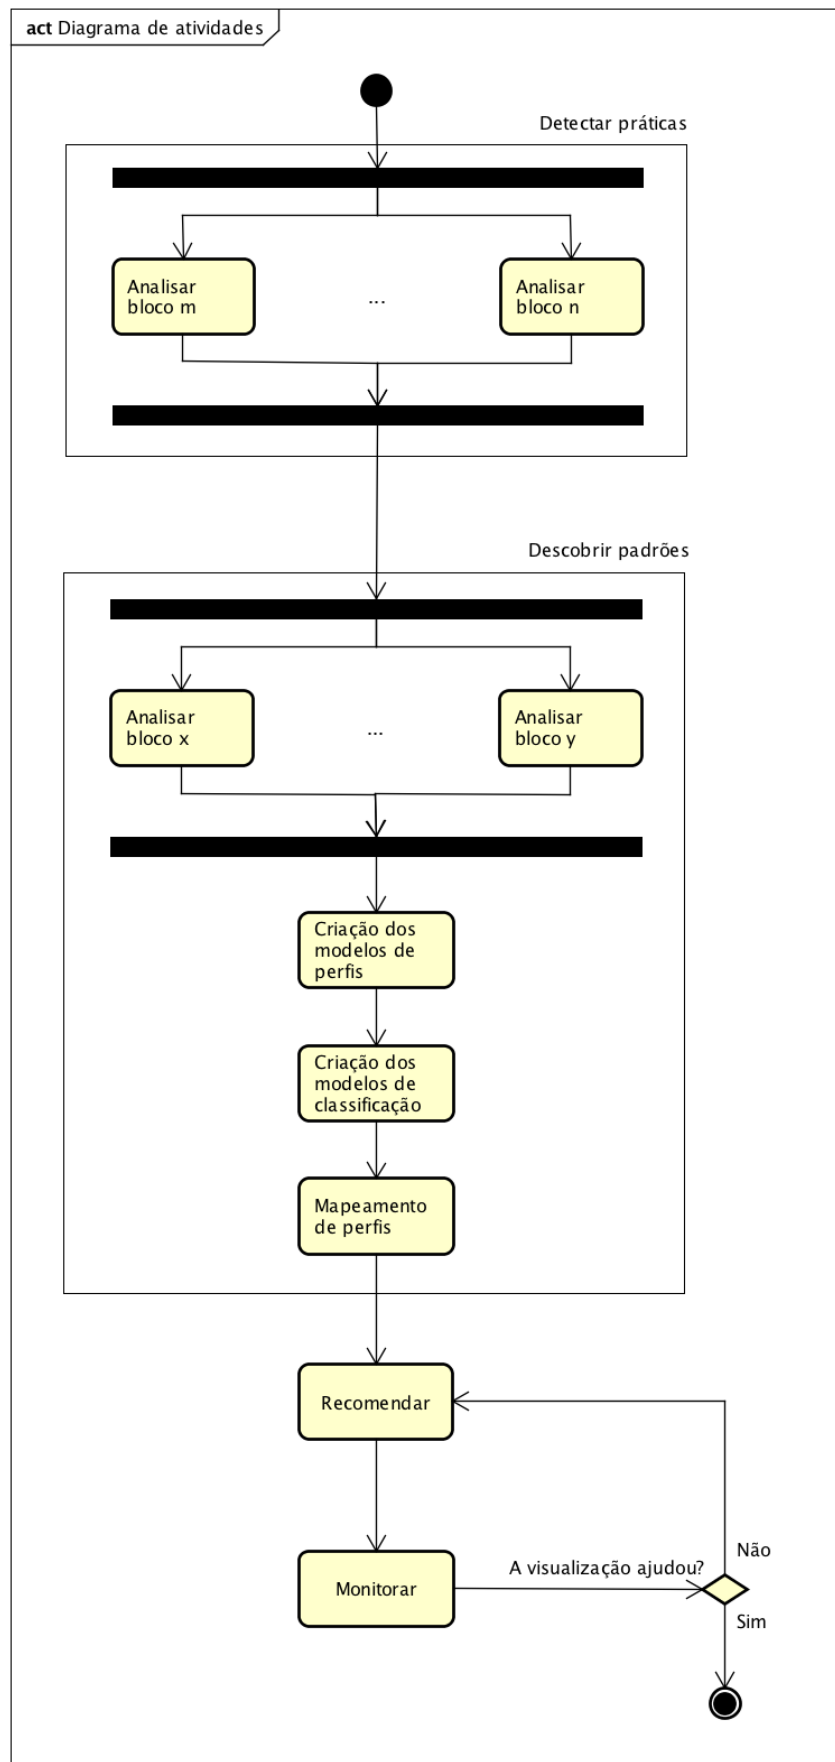 act Diagrama de atividades
Detectar práticas
Analisar
bloco m
...
Analisar
bloco n
Descobrir padrões
Analisar
bloco x
...
Analisar
bloco y
Criação dos
modelos de
perfis
Criação dos
modelos de
classificação
Mapeamento
de perfis
Recomendar
Monitorar
A visualização ajudou?
Não
Sim